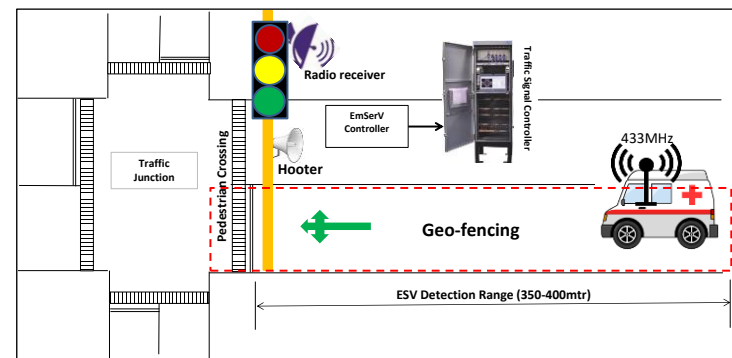 Radio receiver
EmSerV
Controller
Traffic Signal Controller
433MHz
Hooter
Traffic
Junction
Pedestrian Crossing
Geo-fencing
ESV Detection Range (350-400mtr)